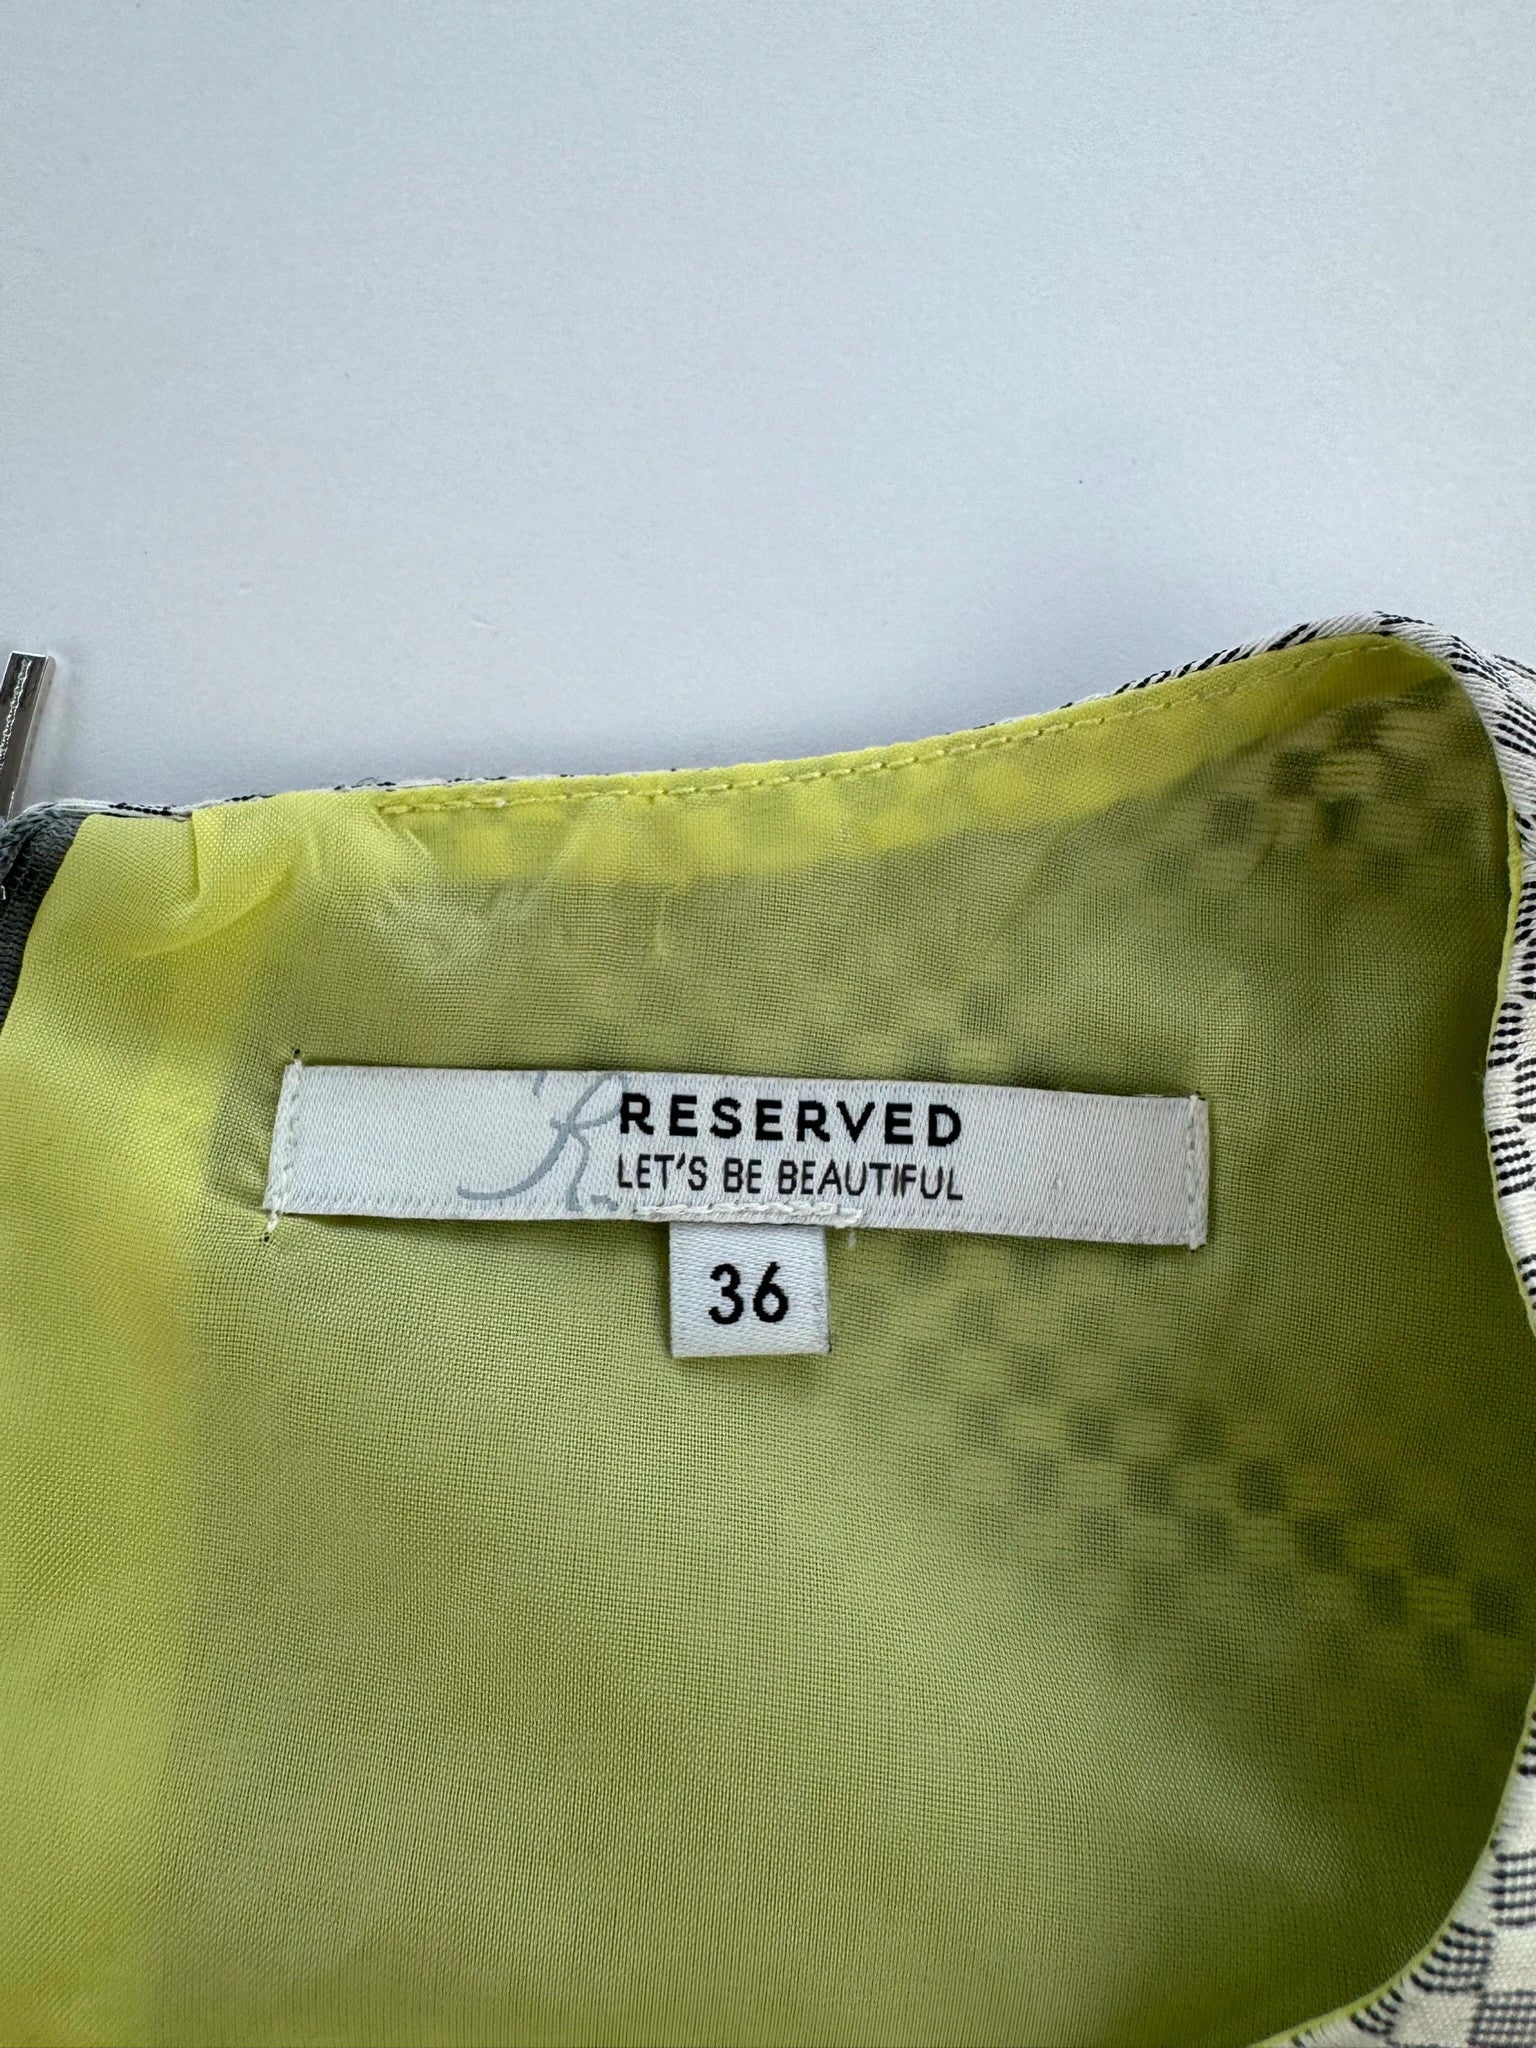 R
RESERVED
LET'S BE BEAUTIFUL
36